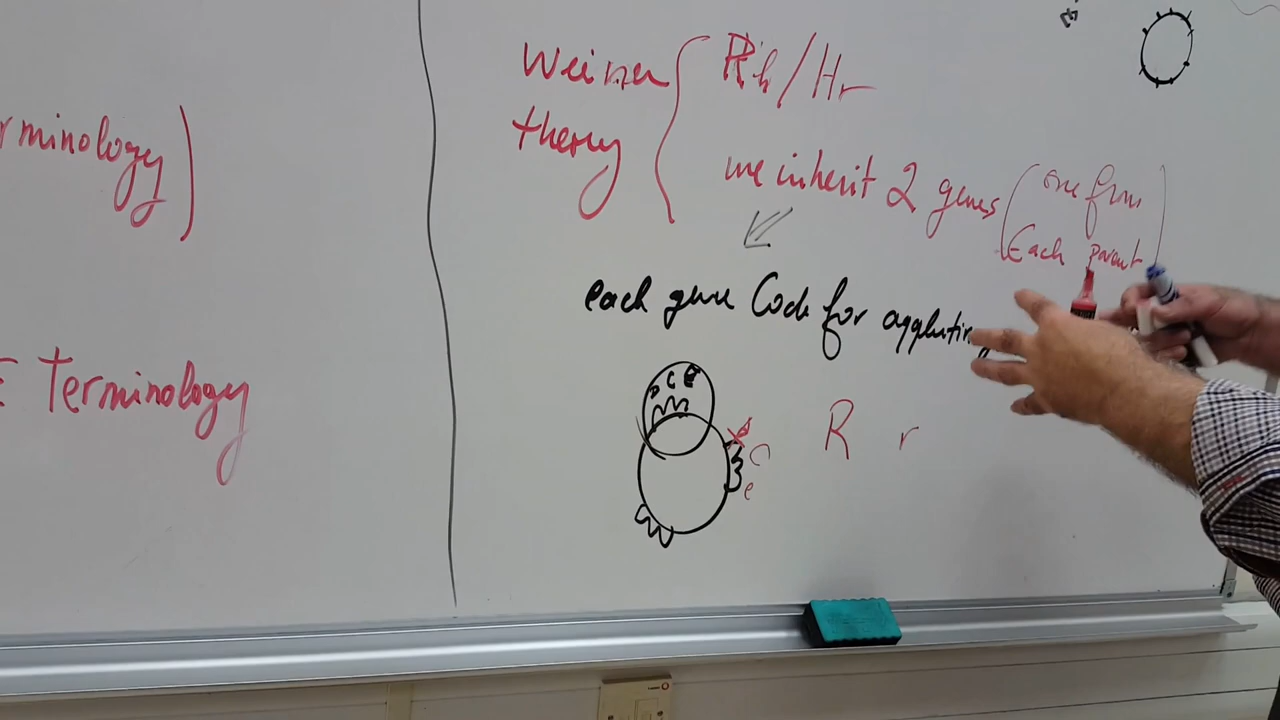 rminology)
E Terminology
Weiner theory { Rh/Hr
we inherit 2 genes (one from Each parent)
each gene Code for agglutin
D C E
C
e
R r